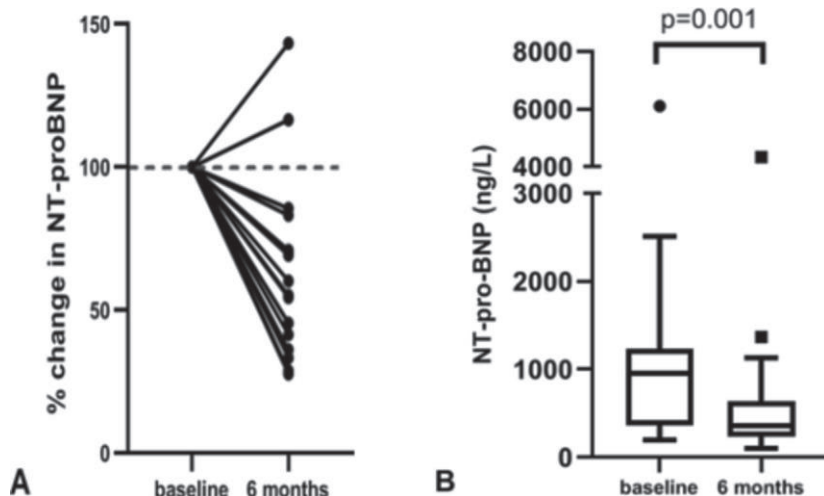 % change in NT-proBNP
150
100
50
0
baseline 6 months
A
p=0.001
NT-pro-BNP (ng/L)
8000
6000
4000
3000
2000
1000
0
baseline 6 months
B